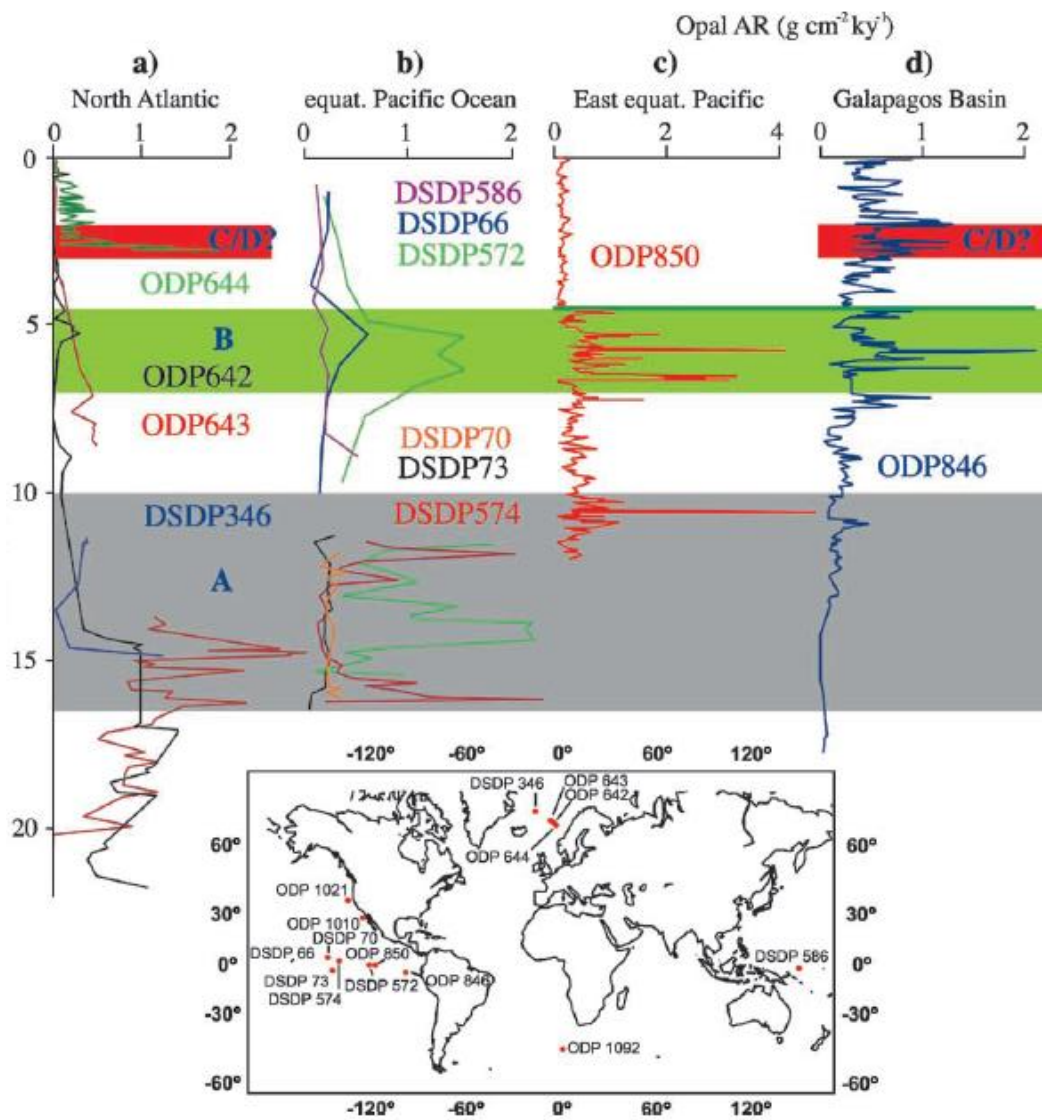 Opal AR (g cm⁻² ky⁻¹)
a) b) c) d)
North Atlantic equat. Pacific Ocean East equat. Pacific Galapagos Basin
0 1 2 0 1 2 0 2 4 0 1 2
0
DSDP586
DSDP66
C/D? DSDP572 ODP850 C/D?
ODP644
5
B
ODP642
ODP643
DSDP70
DSDP73 ODP846
10
DSDP346 DSDP574
A
15
20
-120° -60° 0° 60° 120°
DSDP 346 ODP 643
ODP 642
60° ODP 644 60°
ODP 1021
30° 30°
ODP 1010
DSDP 70
DSDP 66 ODP 850 DSDP 586
0° 0°
DSDP 73 DSDP 572 ODP 846
DSDP 574
-30° -30°
ODP 1092
-60° -60°
-120° -60° 0° 60° 120°